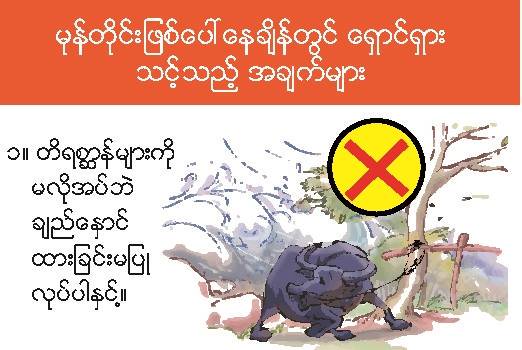 မုန်တိုင်းဖြစ်ပေါ်နေချိန်တွင် ရှောင်ရှား
သင့်သည့် အချက်များ
၁။ တိရစ္ဆာန်များကို
မလိုအပ်ဘဲ
ချည်နှောင်
ထားခြင်းမပြု
လုပ်ပါနှင့်။